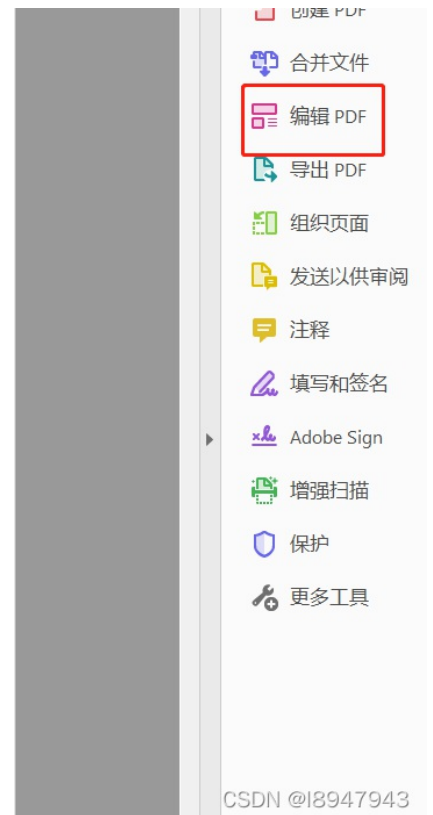 创建 PDF
合并文件
编辑 PDF
导出 PDF
组织页面
发送以供审阅
注释
填写和签名
Adobe Sign
增强扫描
保护
更多工具
CSDN @l8947943